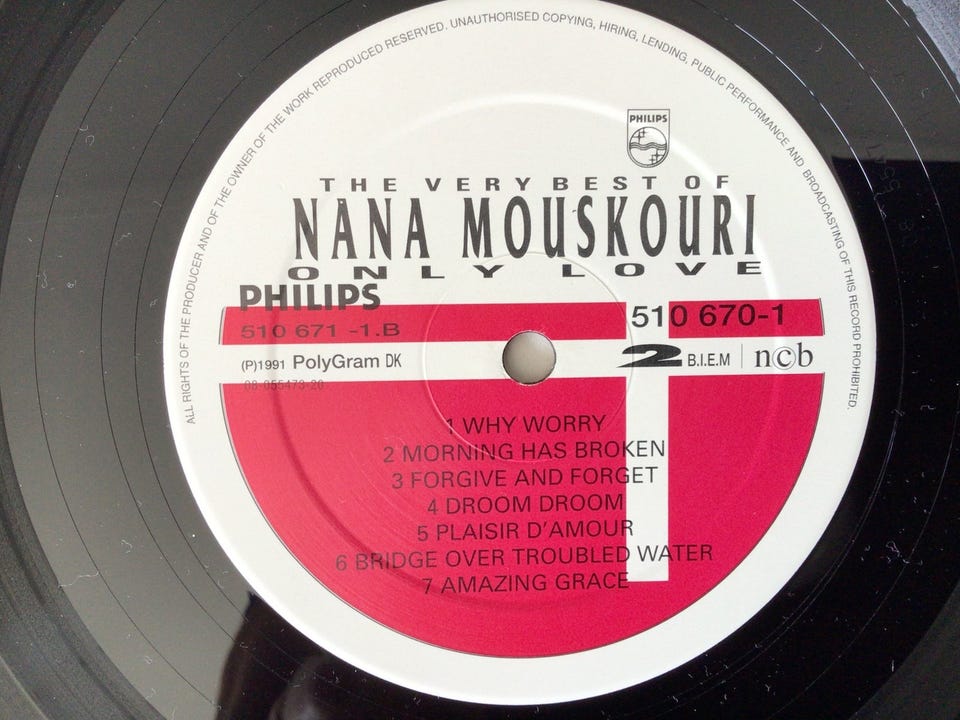 ALL RIGHTS OF THE PRODUCER AND OF THE OWNER OF THE WORK REPRODUCED RESERVED. UNAUTHORISED COPYING, HIRING, LENDING, PUBLIC PERFORMANCE AND BROADCASTING OF THIS RECORD PROHIBITED.
PHILIPS
THE VERY BEST OF
NANA MOUSKOURI
ONLY LOVE
PHILIPS
510 671 -1.B
510 670-1
(P)1991 PolyGram DK
2 B.I.E.M | ncb
08-055473-20
1 WHY WORRY
2 MORNING HAS BROKEN
3 FORGIVE AND FORGET
4 DROOM DROOM
5 PLAISIR D'AMOUR
6 BRIDGE OVER TROUBLED WATER
7 AMAZING GRACE